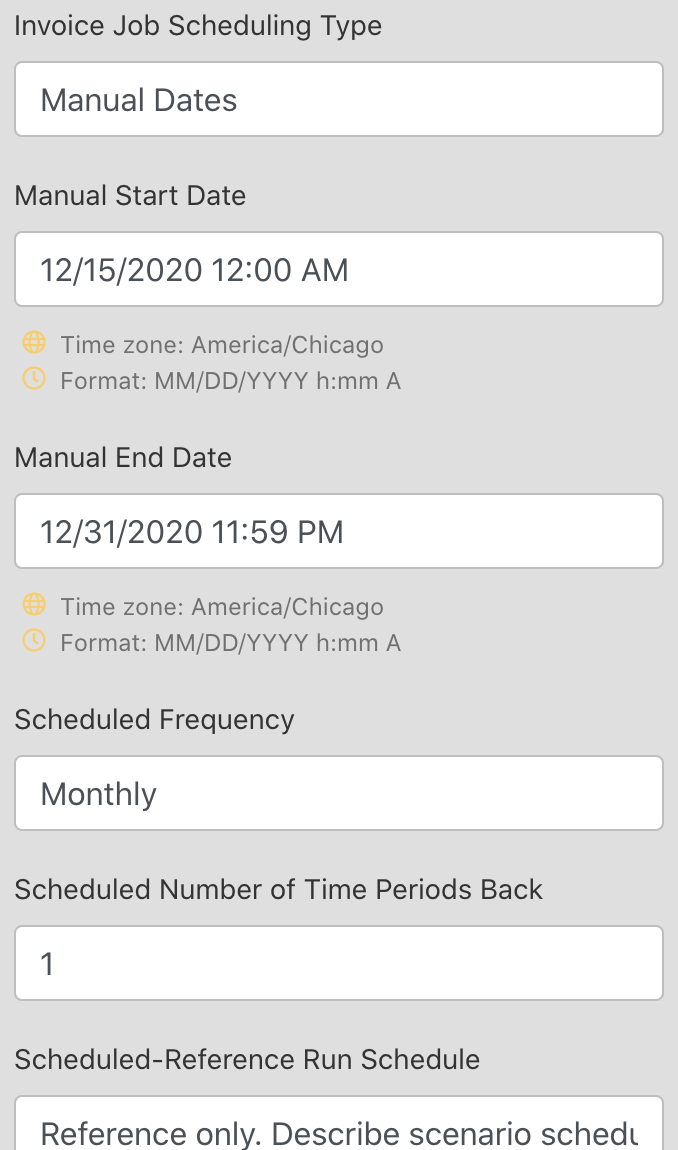 Invoice Job Scheduling Type
Manual Dates
Manual Start Date
12/15/2020 12:00 AM
Time zone: America/Chicago
Format: MM/DD/YYYY h:mm A
Manual End Date
12/31/2020 11:59 PM
Time zone: America/Chicago
Format: MM/DD/YYYY h:mm A
Scheduled Frequency
Monthly
Scheduled Number of Time Periods Back
1
Scheduled-Reference Run Schedule
Reference only. Describe scenario schedu